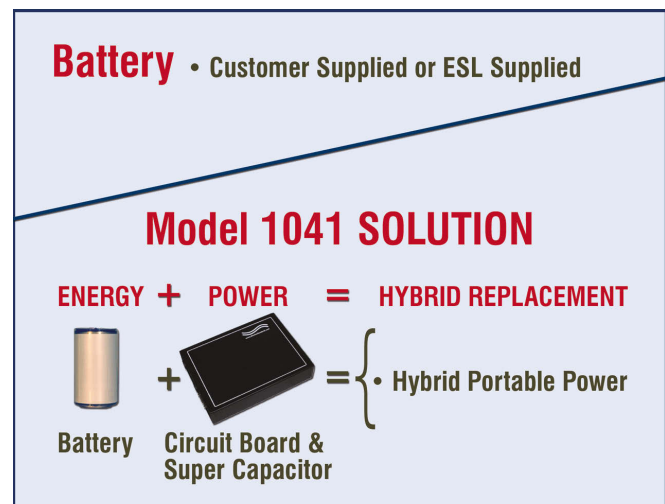 Battery • Customer Supplied or ESL Supplied
Model 1041 SOLUTION
ENERGY + POWER = HYBRID REPLACEMENT
+ = { • Hybrid Portable Power
Battery
Circuit Board &
Super Capacitor